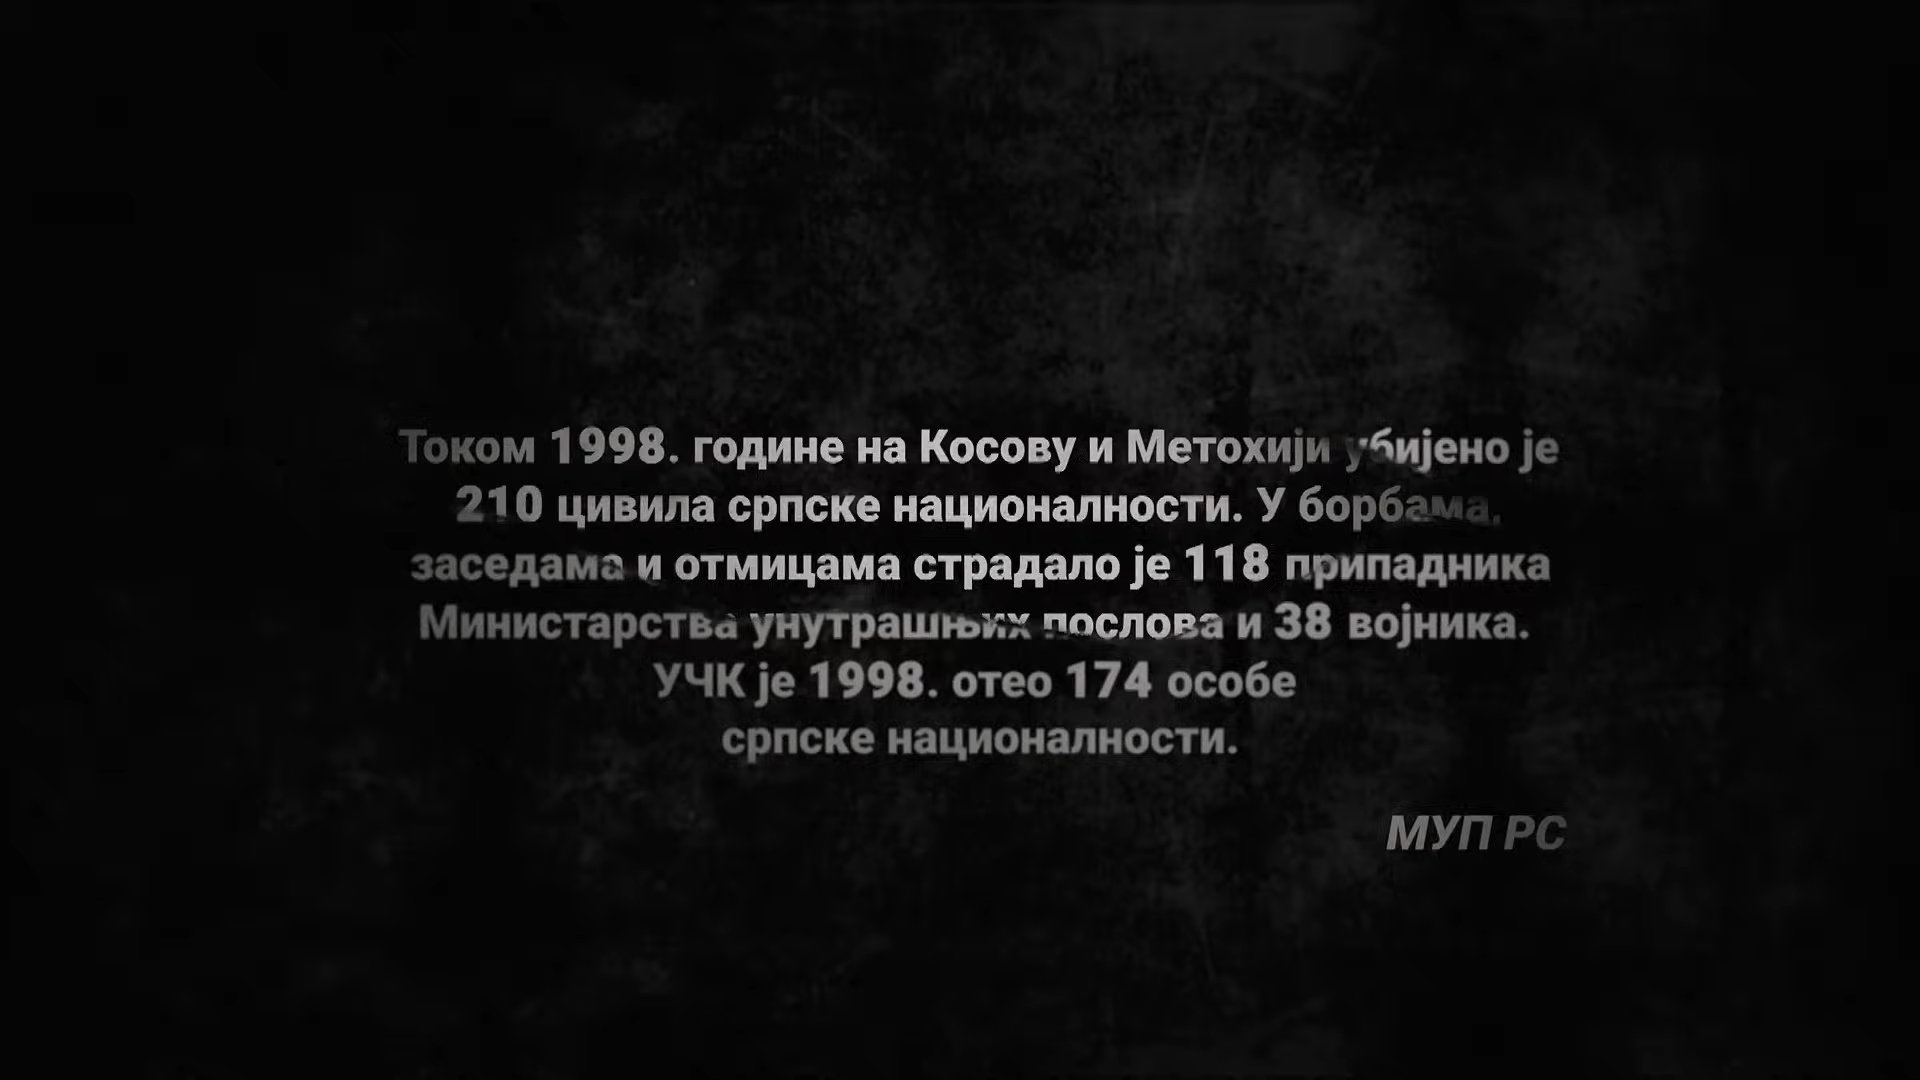 Током 1998. године на Косову и Метохији убијено је
210 цивила српске националности. У борбама,
заседама и отмицама страдало је 118 припадника
Министарства унутрашњих послова и 38 војника.
УЧК је 1998. отео 174 особе
српске националности.
МУП РС